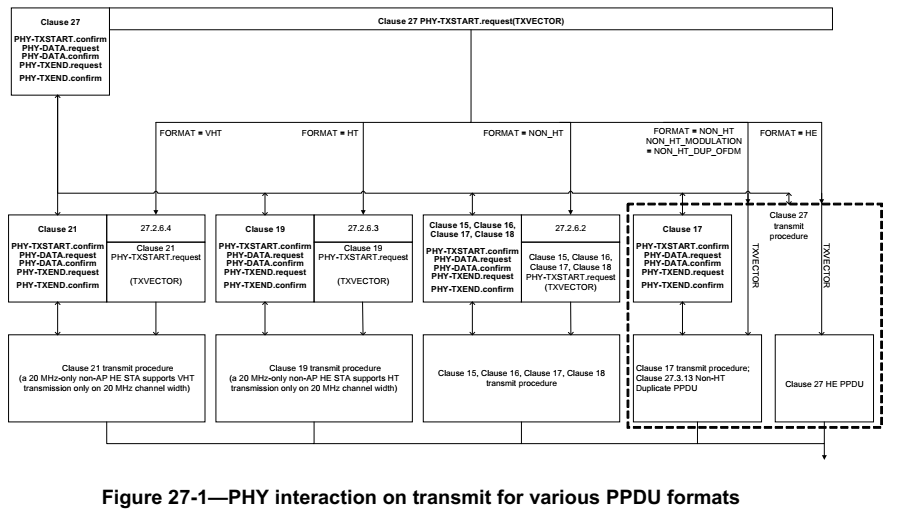 Clause 27
PHY-TXSTART.confirm
PHY-DATA.request
PHY-DATA.confirm
PHY-TXEND.request
PHY-TXEND.confirm
Clause 27 PHY-TXSTART.request(TXVECTOR)
FORMAT = VHT
FORMAT = HT
FORMAT = NON_HT
FORMAT = NON_HT
NON_HT_MODULATION
= NON_HT_DUP_OFDM
FORMAT = HE
Clause 21
PHY-TXSTART.confirm
PHY-DATA.request
PHY-DATA.confirm
PHY-TXEND.request
PHY-TXEND.confirm
27.2.6.4
Clause 21
PHY-TXSTART.request
(TXVECTOR)
Clause 19
PHY-TXSTART.confirm
PHY-DATA.request
PHY-DATA.confirm
PHY-TXEND.request
PHY-TXEND.confirm
27.2.6.3
Clause 19
PHY-TXSTART.request
(TXVECTOR)
Clause 15, Clause 16,
Clause 17, Clause 18
PHY-TXSTART.confirm
PHY-DATA.request
PHY-DATA.confirm
PHY-TXEND.request
PHY-TXEND.confirm
27.2.6.2
Clause 15, Clause 16,
Clause 17, Clause 18
PHY-TXSTART.request
(TXVECTOR)
Clause 17
PHY-TXSTART.confirm
PHY-DATA.request
PHY-DATA.confirm
PHY-TXEND.request
PHY-TXEND.confirm
TXVECTOR
Clause 27
transmit
procedure
TXVECTOR
Clause 21 transmit procedure
(a 20 MHz-only non-AP HE STA supports VHT
transmission only on 20 MHz channel width)
Clause 19 transmit procedure
(a 20 MHz-only non-AP HE STA supports HT
transmission only on 20 MHz channel width)
Clause 15, Clause 16, Clause 17, Clause 18
transmit procedure
Clause 17 transmit procedure;
Clause 27.3.13 Non-HT
Duplicate PPDU
Clause 27 HE PPDU
Figure 27-1—PHY interaction on transmit for various PPDU formats